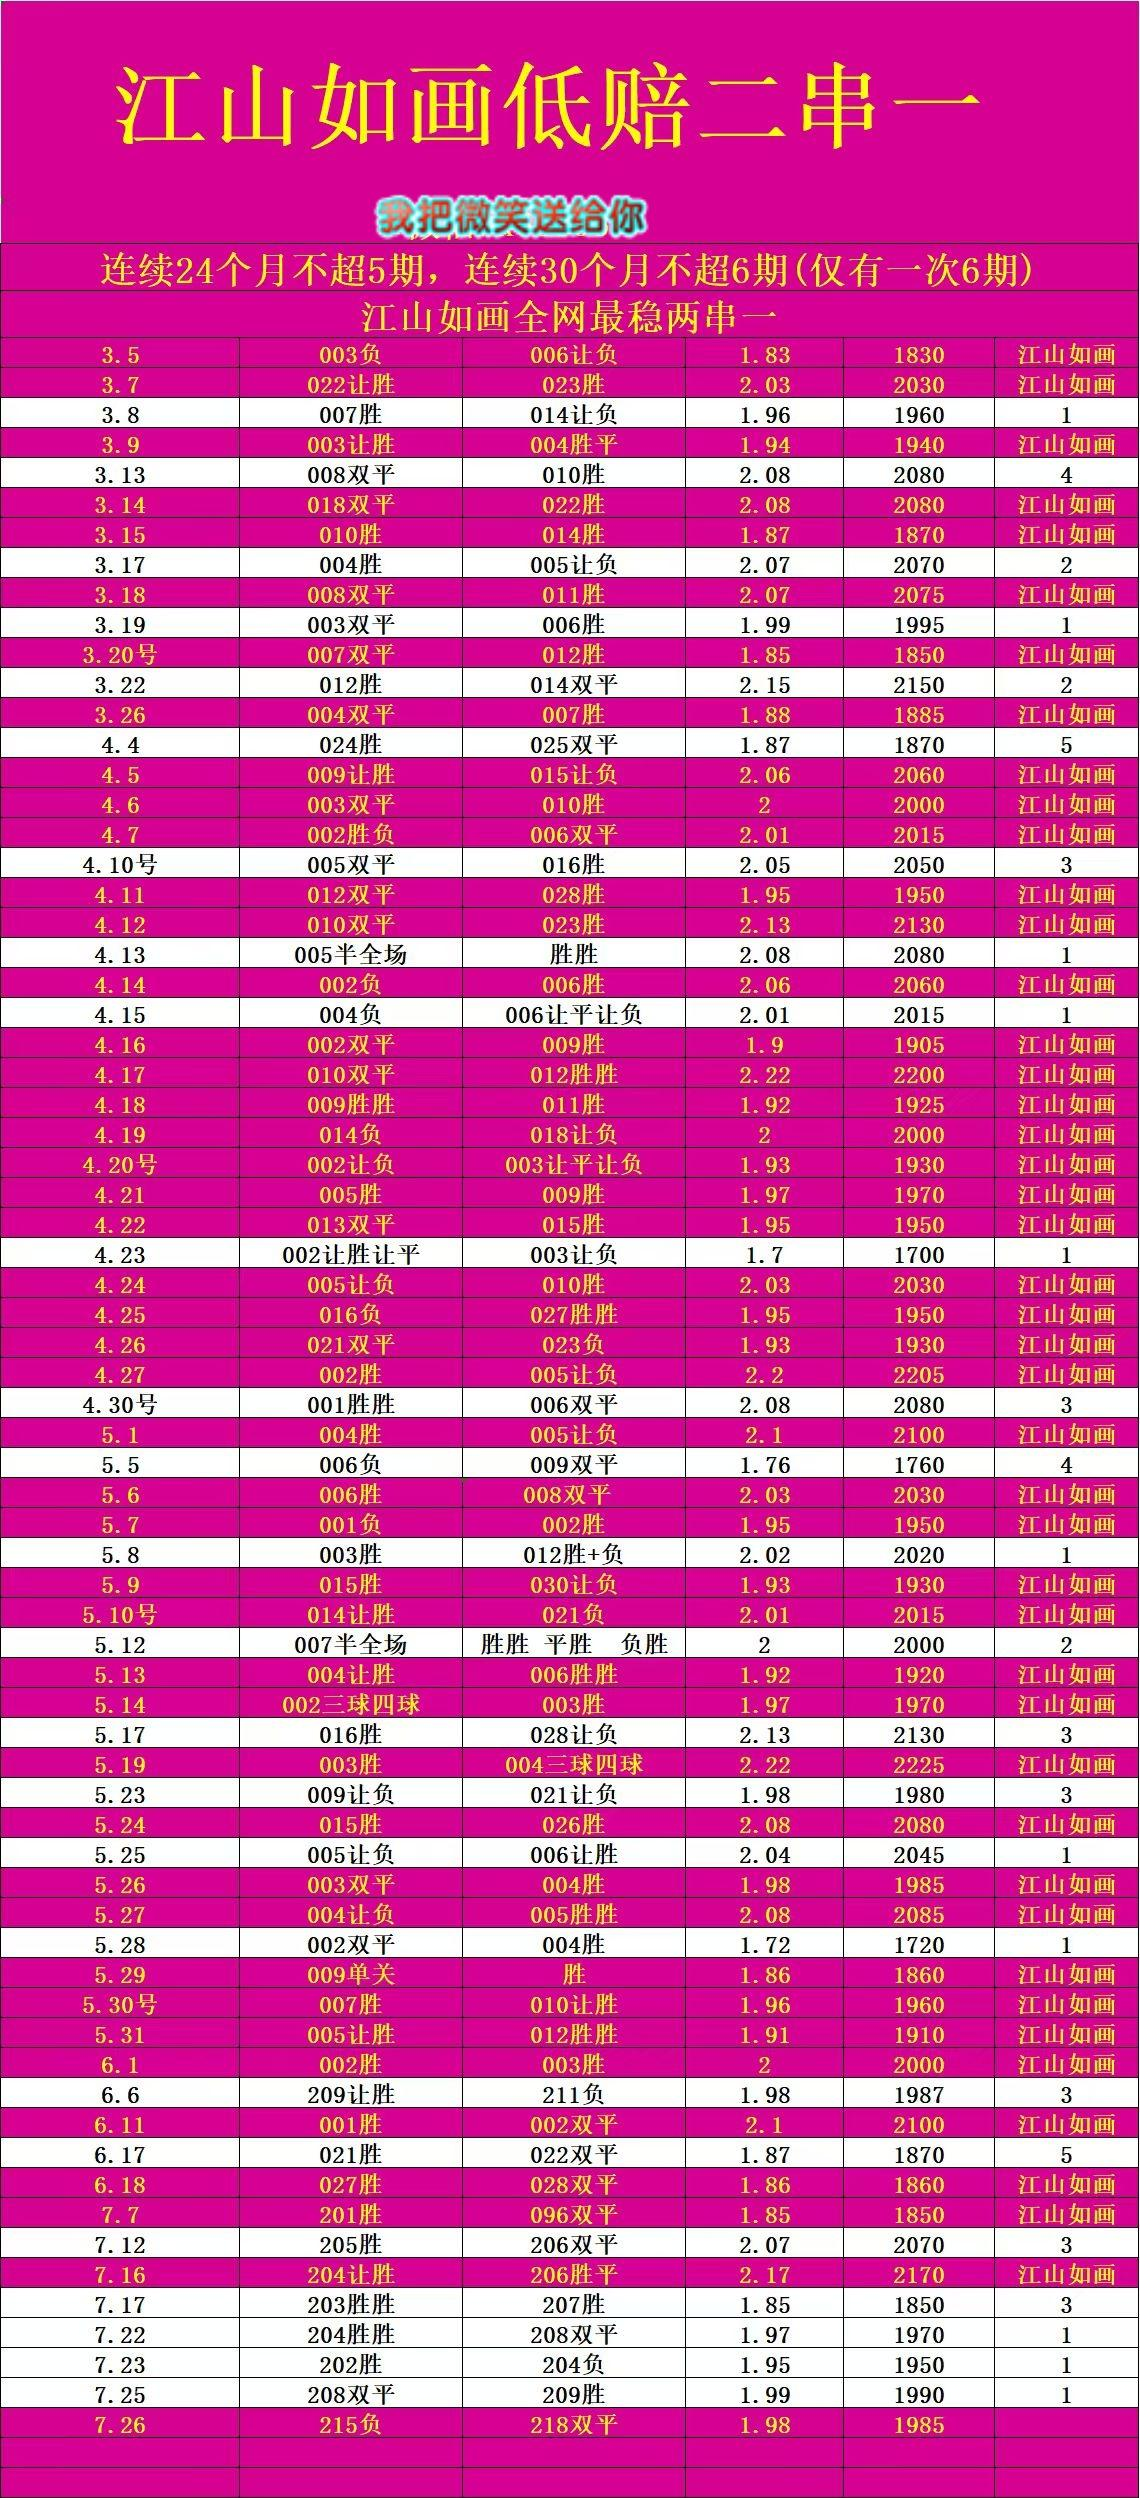 江山如画低赔二串一
我把微笑送给你
连续24个月不超5期，连续30个月不超6期(仅有一次6期)
江山如画全网最稳两串一
3.5 003负 006让负 1.83 1830 江山如画
3.7 022让胜 023胜 2.03 2030 江山如画
3.8 007胜 014让负 1.96 1960 1
3.9 003让胜 004胜平 1.94 1940 江山如画
3.13 008双平 010胜 2.08 2080 4
3.14 018双平 022胜 2.08 2080 江山如画
3.15 010胜 014胜 1.87 1870 江山如画
3.17 004胜 005让负 2.07 2070 2
3.18 008双平 011胜 2.07 2075 江山如画
3.19 003双平 006胜 1.99 1995 1
3.20号 007双平 012胜 1.85 1850 江山如画
3.22 012胜 014双平 2.15 2150 2
3.26 004双平 007胜 1.88 1885 江山如画
4.4 024胜 025双平 1.87 1870 5
4.5 009让胜 015让负 2.06 2060 江山如画
4.6 003双平 010胜 2 2000 江山如画
4.7 002胜负 006双平 2.01 2015 江山如画
4.10号 005双平 016胜 2.05 2050 3
4.11 012双平 028胜 1.95 1950 江山如画
4.12 010双平 023胜 2.13 2130 江山如画
4.13 005半全场 胜胜 2.08 2080 1
4.14 002负 006胜 2.06 2060 江山如画
4.15 004负 006让平让负 2.01 2015 1
4.16 002双平 009胜 1.9 1905 江山如画
4.17 010双平 012胜胜 2.22 2200 江山如画
4.18 009胜胜 011胜 1.92 1925 江山如画
4.19 014负 018让负 2 2000 江山如画
4.20号 002让负 003让平让负 1.93 1930 江山如画
4.21 005胜 009胜 1.97 1970 江山如画
4.22 013双平 015胜 1.95 1950 江山如画
4.23 002让胜让平 003让负 1.7 1700 1
4.24 005让负 010胜 2.03 2030 江山如画
4.25 016负 027胜胜 1.95 1950 江山如画
4.26 021双平 023负 1.93 1930 江山如画
4.27 002胜 005让负 2.2 2205 江山如画
4.30号 001胜胜 006双平 2.08 2080 3
5.1 004胜 005让负 2.1 2100 江山如画
5.5 006负 009双平 1.76 1760 4
5.6 006胜 008双平 2.03 2030 江山如画
5.7 001负 002胜 1.95 1950 江山如画
5.8 003胜 012胜+负 2.02 2020 1
5.9 015胜 030让负 1.93 1930 江山如画
5.10号 014让胜 021负 2.01 2015 江山如画
5.12 007半全场 胜胜 平胜 负胜 2 2000 2
5.13 004让胜 006胜胜 1.92 1920 江山如画
5.14 002三球四球 003胜 1.97 1970 江山如画
5.17 016胜 028让负 2.13 2130 3
5.19 003胜 004三球四球 2.22 2225 江山如画
5.23 009让负 021让负 1.98 1980 3
5.24 015胜 026胜 2.08 2080 江山如画
5.25 005让负 006让胜 2.04 2045 1
5.26 003双平 004胜 1.98 1985 江山如画
5.27 004让负 005胜胜 2.08 2085 江山如画
5.28 002双平 004胜 1.72 1720 1
5.29 009单关 胜 1.86 1860 江山如画
5.30号 007胜 010让胜 1.96 1960 江山如画
5.31 005让胜 012胜胜 1.91 1910 江山如画
6.1 002胜 003胜 2 2000 江山如画
6.6 209让胜 211负 1.98 1987 3
6.11 001胜 002双平 2.1 2100 江山如画
6.17 021胜 022双平 1.87 1870 5
6.18 027胜 028双平 1.86 1860 江山如画
7.7 201胜 096双平 1.85 1850 江山如画
7.12 205胜 206双平 2.07 2070 3
7.16 204让胜 206胜平 2.17 2170 江山如画
7.17 203胜胜 207胜 1.85 1850 3
7.22 204胜胜 208双平 1.97 1970 1
7.23 202胜 204负 1.95 1950 1
7.25 208双平 209胜 1.99 1990 1
7.26 215负 218双平 1.98 1985